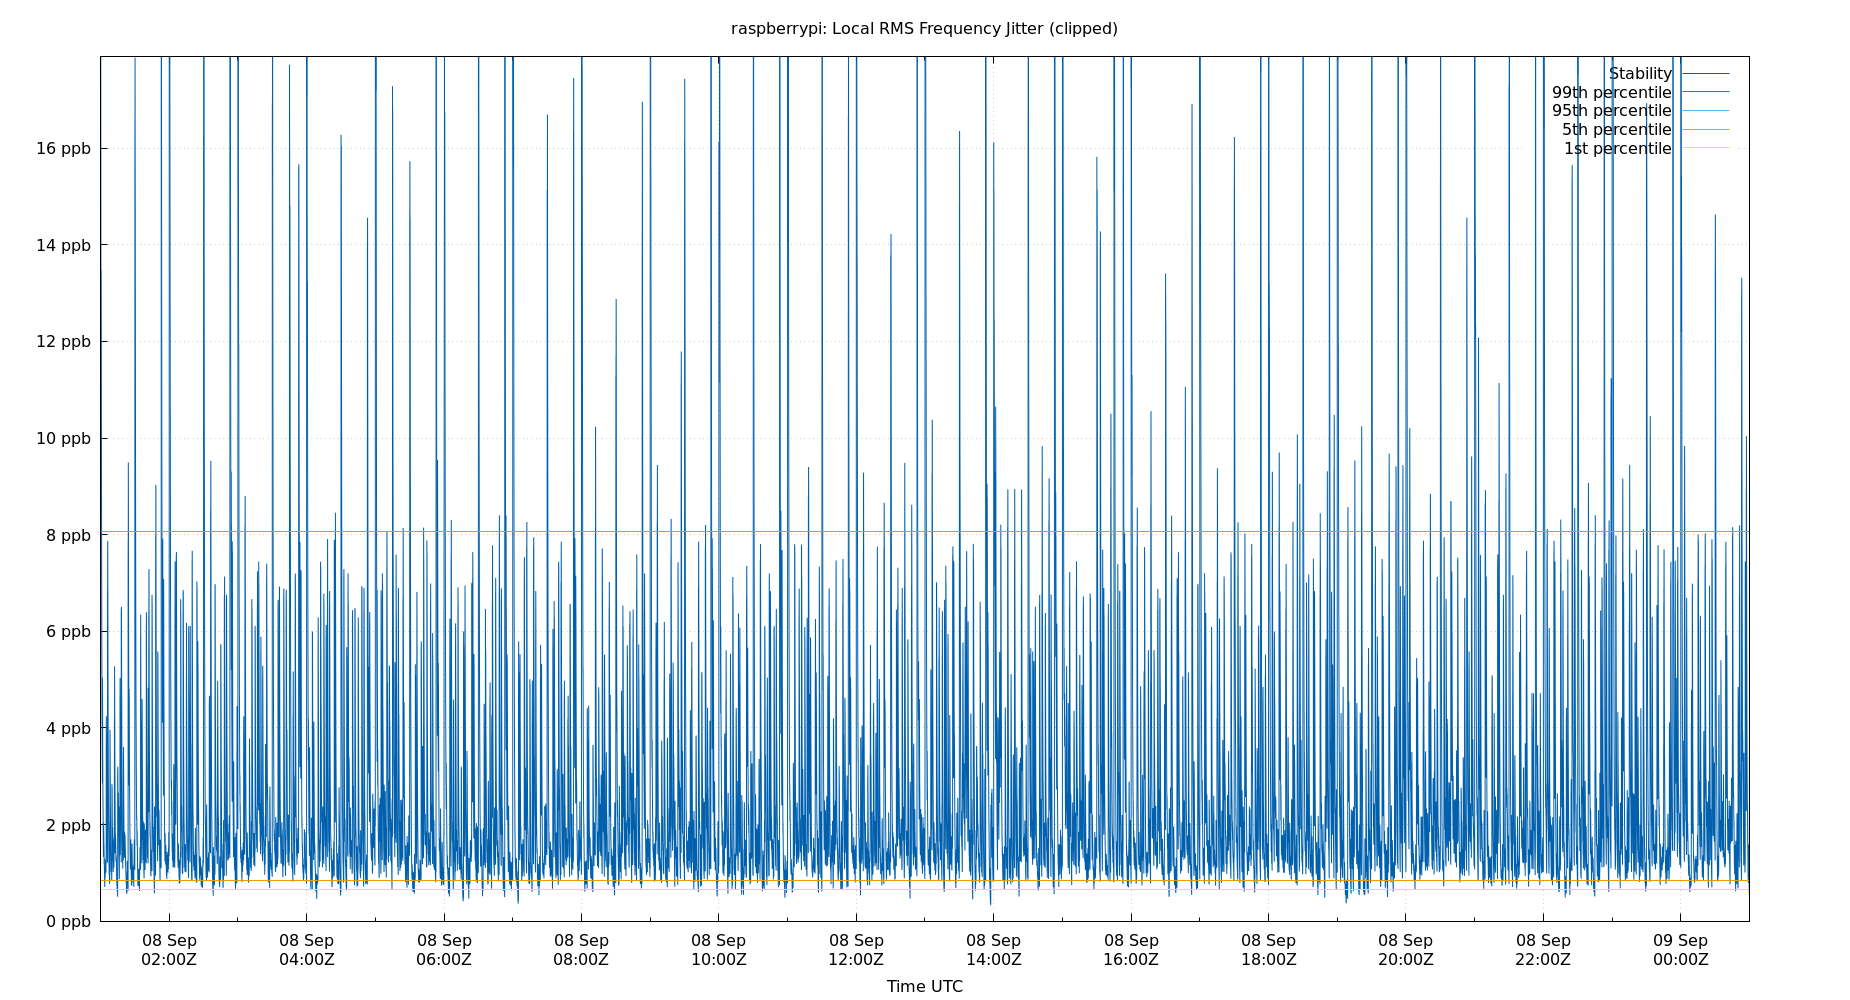 raspberrypi: Local RMS Frequency Jitter (clipped)
Stability
99th percentile
95th percentile
5th percentile
1st percentile
16 ppb
14 ppb
12 ppb
10 ppb
8 ppb
6 ppb
4 ppb
2 ppb
0 ppb
08 Sep 08 Sep 08 Sep 08 Sep 08 Sep 08 Sep 08 Sep 08 Sep 08 Sep 08 Sep 08 Sep 09 Sep
02:00Z 04:00Z 06:00Z 08:00Z 10:00Z 12:00Z 14:00Z 16:00Z 18:00Z 20:00Z 22:00Z 00:00Z
Time UTC